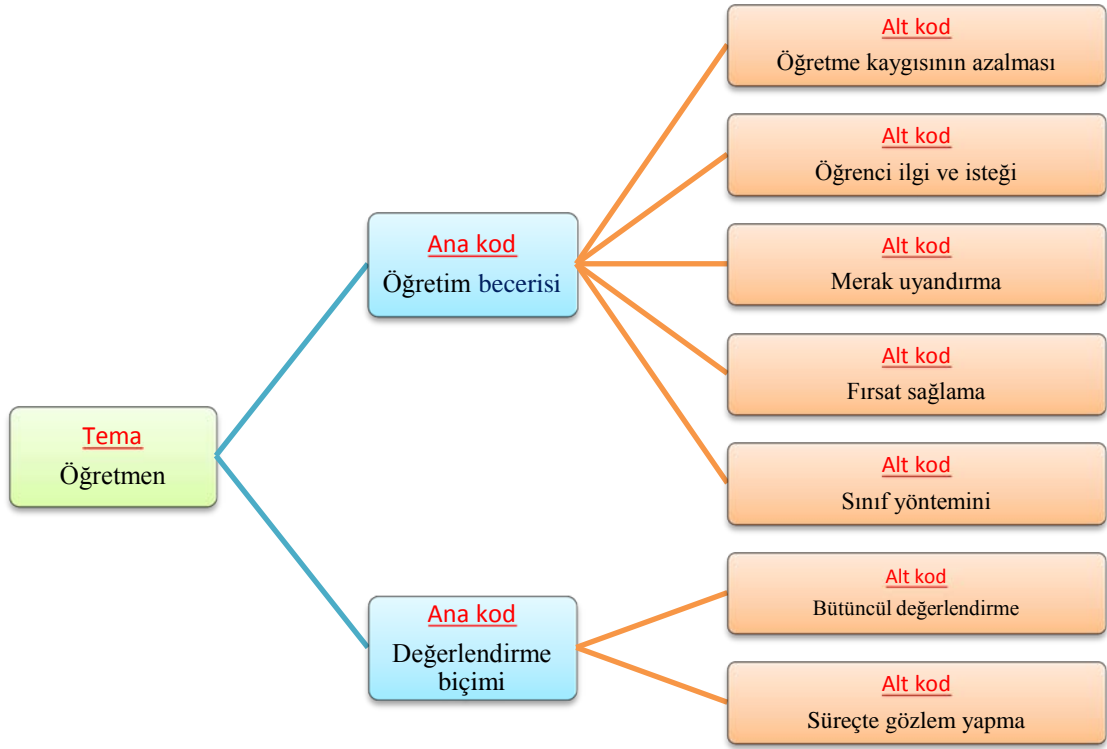 Tema
Öğretmen
Ana kod
Öğretim becerisi
Alt kod
Öğretme kaygısının azalması
Alt kod
Öğrenci ilgi ve isteği
Alt kod
Merak uyandırma
Alt kod
Fırsat sağlama
Alt kod
Sınıf yöntemini
Ana kod
Değerlendirme
biçimi
Alt kod
Bütüncül değerlendirme
Alt kod
Süreçte gözlem yapma